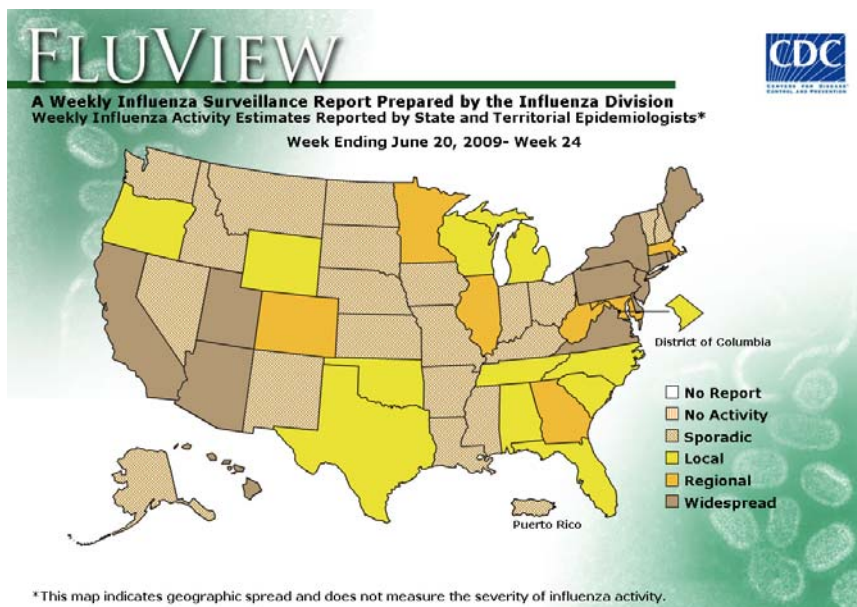 FLUVIEW
CDC
CENTERS FOR DISEASE
CONTROL AND PREVENTION
A Weekly Influenza Surveillance Report Prepared by the Influenza Division
Weekly Influenza Activity Estimates Reported by State and Territorial Epidemiologists*
Week Ending June 20, 2009- Week 24
District of Columbia
No Report
No Activity
Sporadic
Local
Regional
Widespread
Puerto Rico
*This map indicates geographic spread and does not measure the severity of influenza activity.